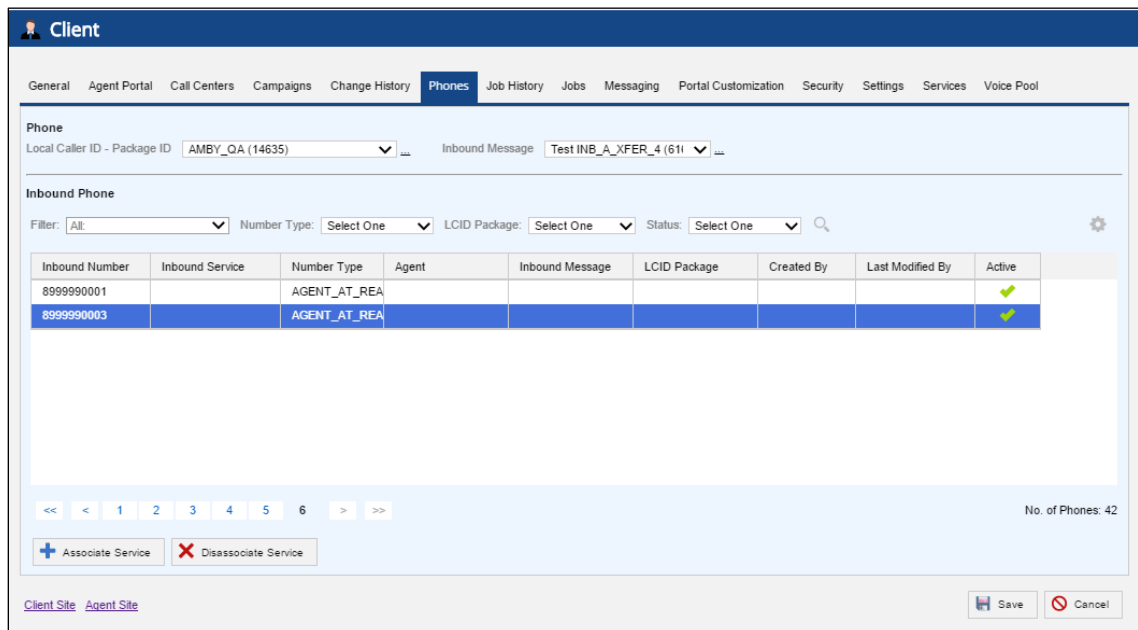 Client
General Agent Portal Call Centers Campaigns Change History Phones Job History Jobs Messaging Portal Customization Security Settings Services Voice Pool
Phone
Local Caller ID - Package ID AMBY_QA (14635) ... Inbound Message Test INB_A_XFER_4 (61( ...
Inbound Phone
Filter: All: Number Type: Select One LCID Package: Select One Status: Select One
Inbound Number Inbound Service Number Type Agent Inbound Message LCID Package Created By Last Modified By Active
8999990001 AGENT_AT_REA
8999990003 AGENT_AT_REA
<< < 1 2 3 4 5 6 > >> No. of Phones: 42
Associate Service Disassociate Service
Client Site Agent Site Save Cancel